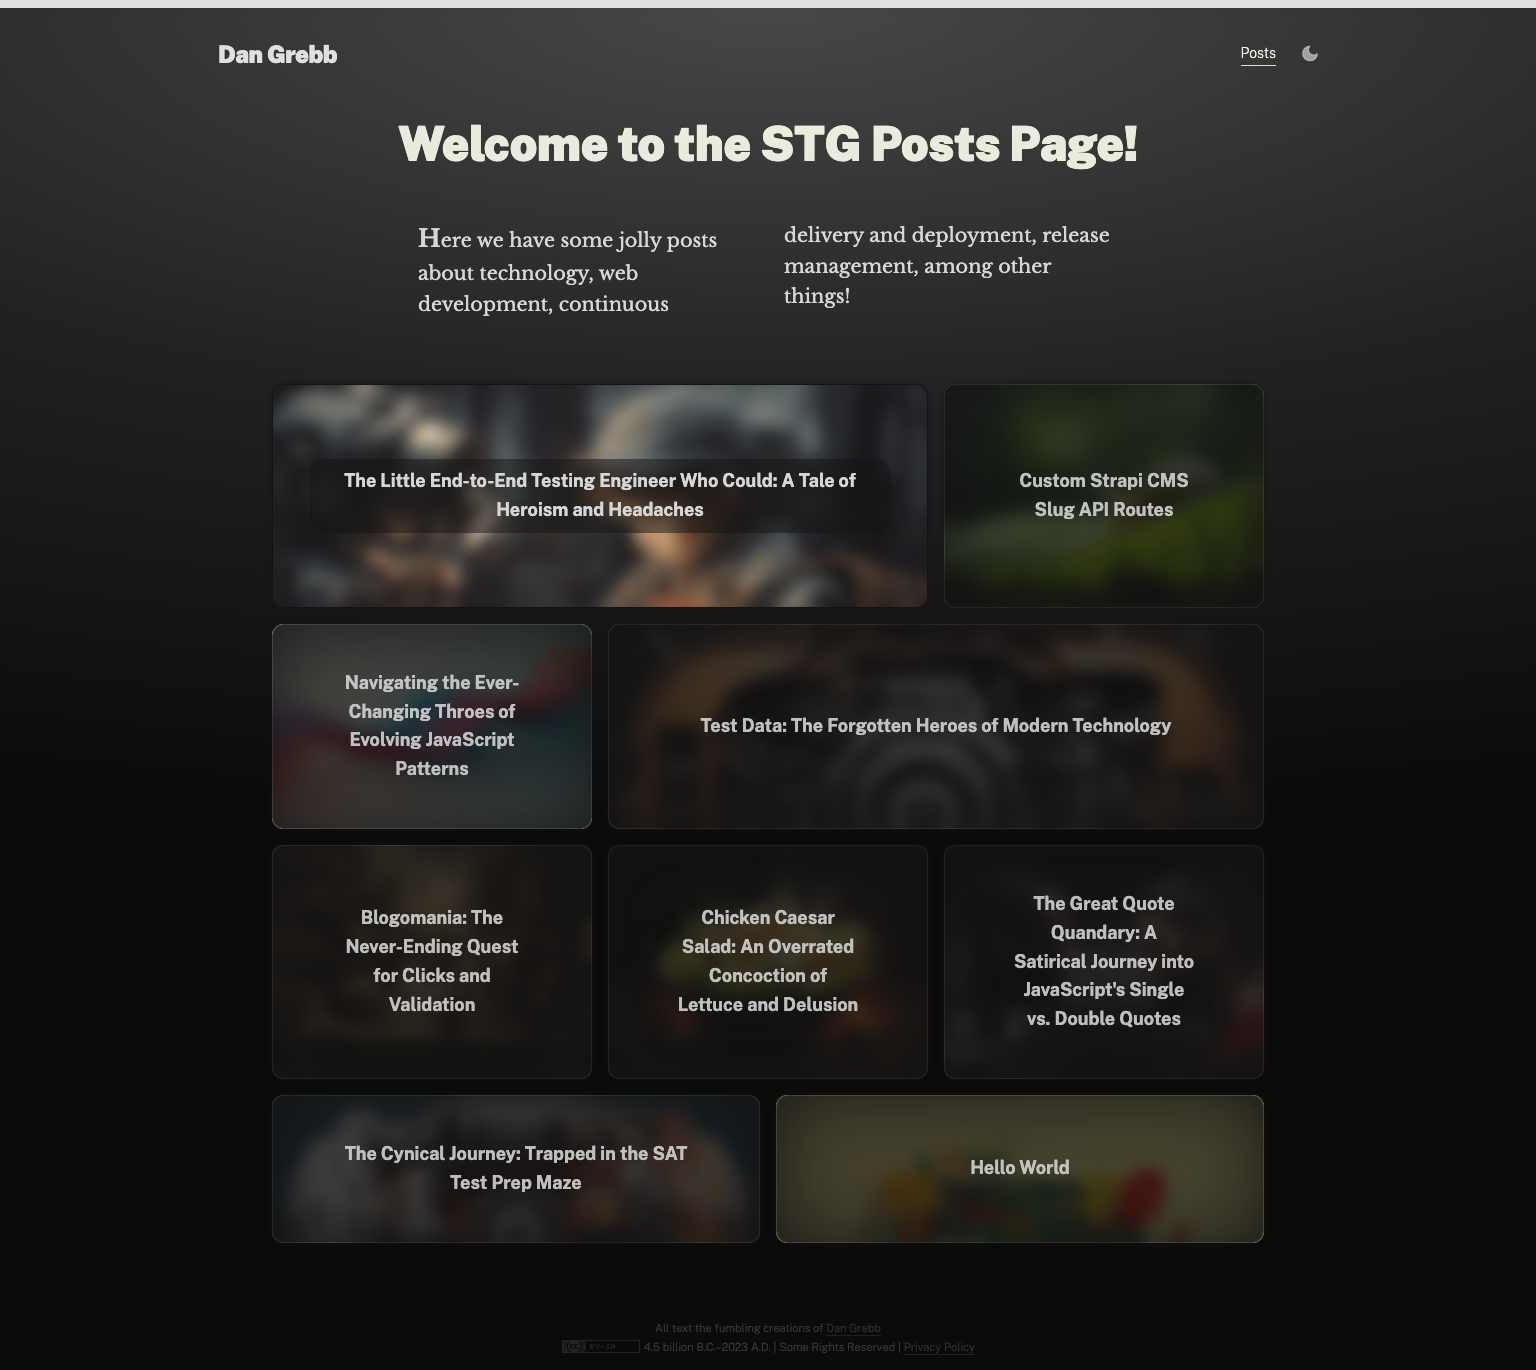 Dan Grebb
Posts
Welcome to the STG Posts Page!
Here we have some jolly posts
about technology, web
development, continuous
delivery and deployment, release
management, among other
things!
The Little End-to-End Testing Engineer Who Could: A Tale of
Heroism and Headaches
Custom Strapi CMS
Slug API Routes
Navigating the Ever-
Changing Throes of
Evolving JavaScript
Patterns
Test Data: The Forgotten Heroes of Modern Technology
Blogomania: The
Never-Ending Quest
for Clicks and
Validation
Chicken Caesar
Salad: An Overrated
Concoction of
Lettuce and Delusion
The Great Quote
Quandary: A
Satirical Journey into
JavaScript's Single
vs. Double Quotes
The Cynical Journey: Trapped in the SAT
Test Prep Maze
Hello World
All text the fumbling creations of Dan Grebb
cc BY-SA 4.5 billion B.C.–2023 A.D. | Some Rights Reserved | Privacy Policy